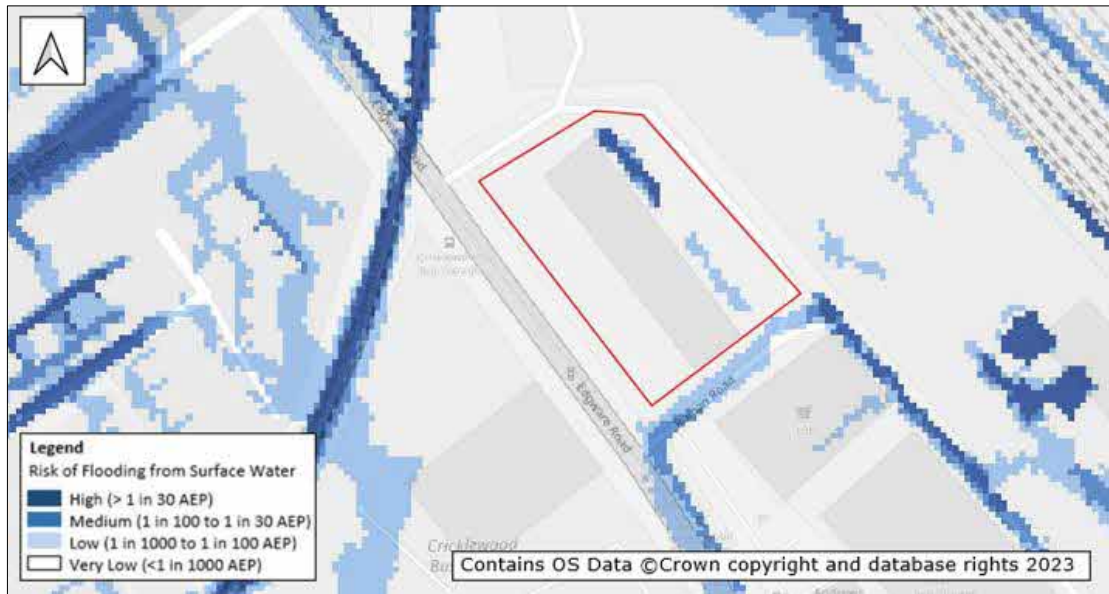 Edgware Road
Cricklewood
Legend
Risk of Flooding from Surface Water
High (> 1 in 30 AEP)
Medium (1 in 100 to 1 in 30 AEP)
Low (1 in 1000 to 1 in 100 AEP)
Very Low (<1 in 1000 AEP)
Contains OS Data ©Crown copyright and database rights 2023